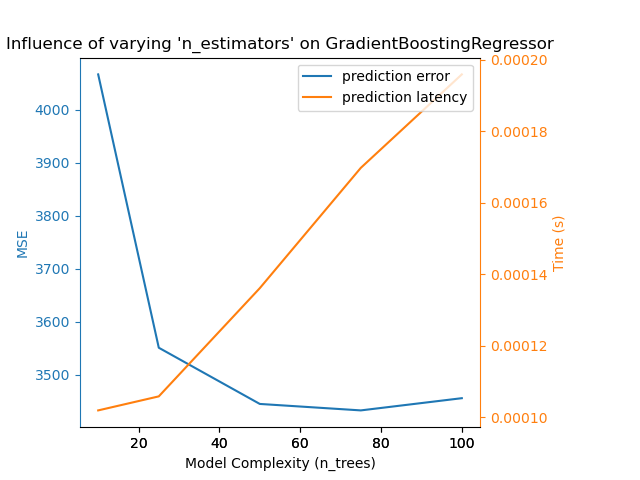 Influence of varying 'n_estimators' on GradientBoostingRegressor
prediction error
prediction latency
4000
3900
3800
3700
3600
3500
MSE
0.00020
0.00018
0.00016
0.00014
0.00012
0.00010
Time (s)
20 40 60 80 100
Model Complexity (n_trees)